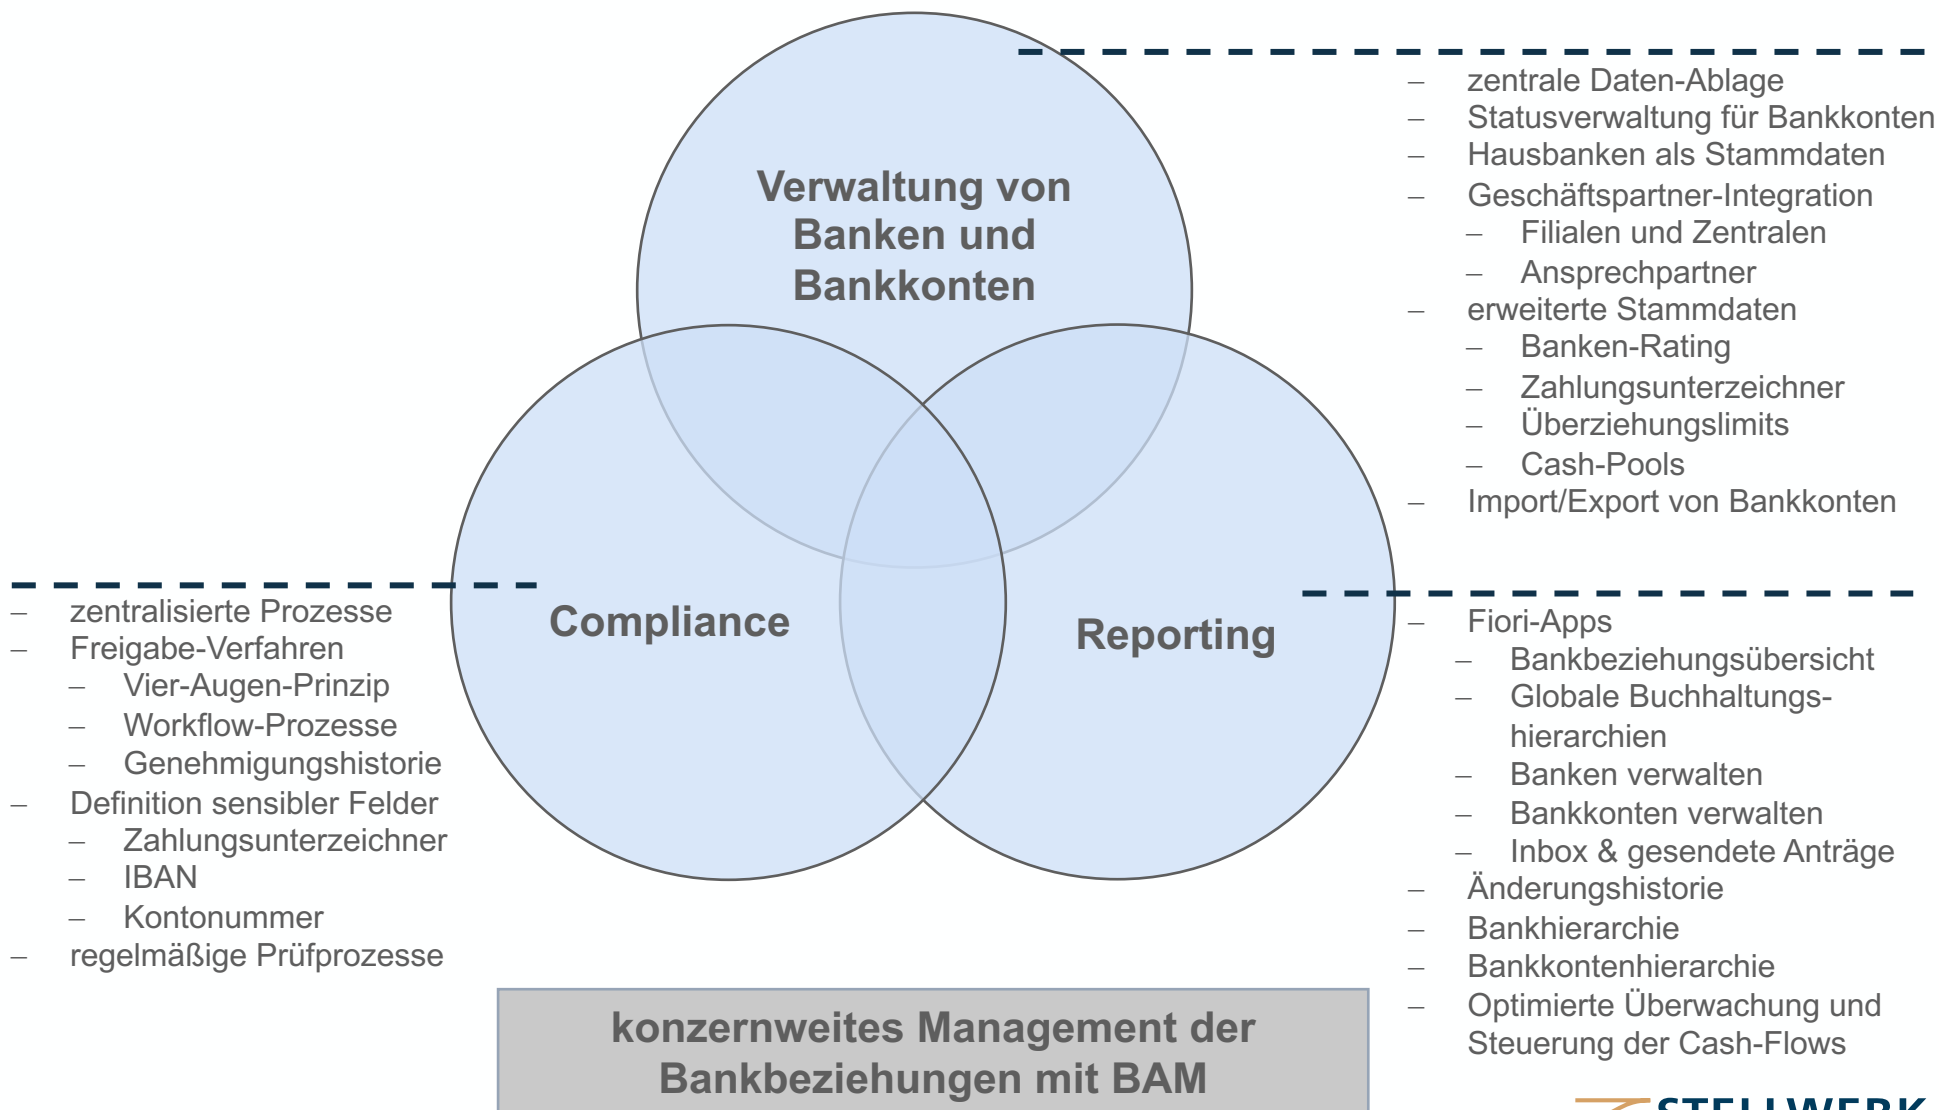 Verwaltung von
Banken und
Bankkonten
– zentrale Daten-Ablage
– Statusverwaltung für Bankkonten
– Hausbanken als Stammdaten
– Geschäftspartner-Integration
– Filialen und Zentralen
– Ansprechpartner
– erweiterte Stammdaten
– Banken-Rating
– Zahlungsunterzeichner
– Überziehungslimits
– Cash-Pools
– Import/Export von Bankkonten
Compliance
– zentralisierte Prozesse
– Freigabe-Verfahren
– Vier-Augen-Prinzip
– Workflow-Prozesse
– Genehmigungshistorie
– Definition sensibler Felder
– Zahlungsunterzeichner
– IBAN
– Kontonummer
– regelmäßige Prüfprozesse
Reporting
– Fiori-Apps
– Bankbeziehungsübersicht
– Globale Buchhaltungs-
hierarchien
– Banken verwalten
– Bankkonten verwalten
– Inbox & gesendete Anträge
– Änderungshistorie
– Bankhierarchie
– Bankkontenhierarchie
– Optimierte Überwachung und
Steuerung der Cash-Flows
konzernweites Management der
Bankbeziehungen mit BAM
STELLWERK